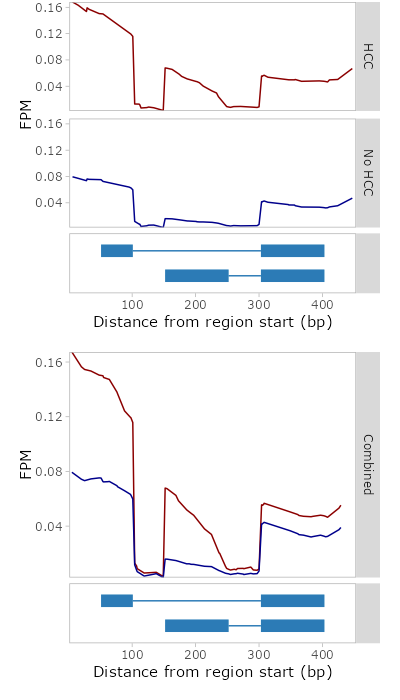 0.16
0.12
0.08
0.04
HCC
FPM
0.16
0.12
0.08
0.04
No HCC
100 200 300 400
Distance from region start (bp)
0.16
0.12
0.08
0.04
FPM
Combined
100 200 300 400
Distance from region start (bp)